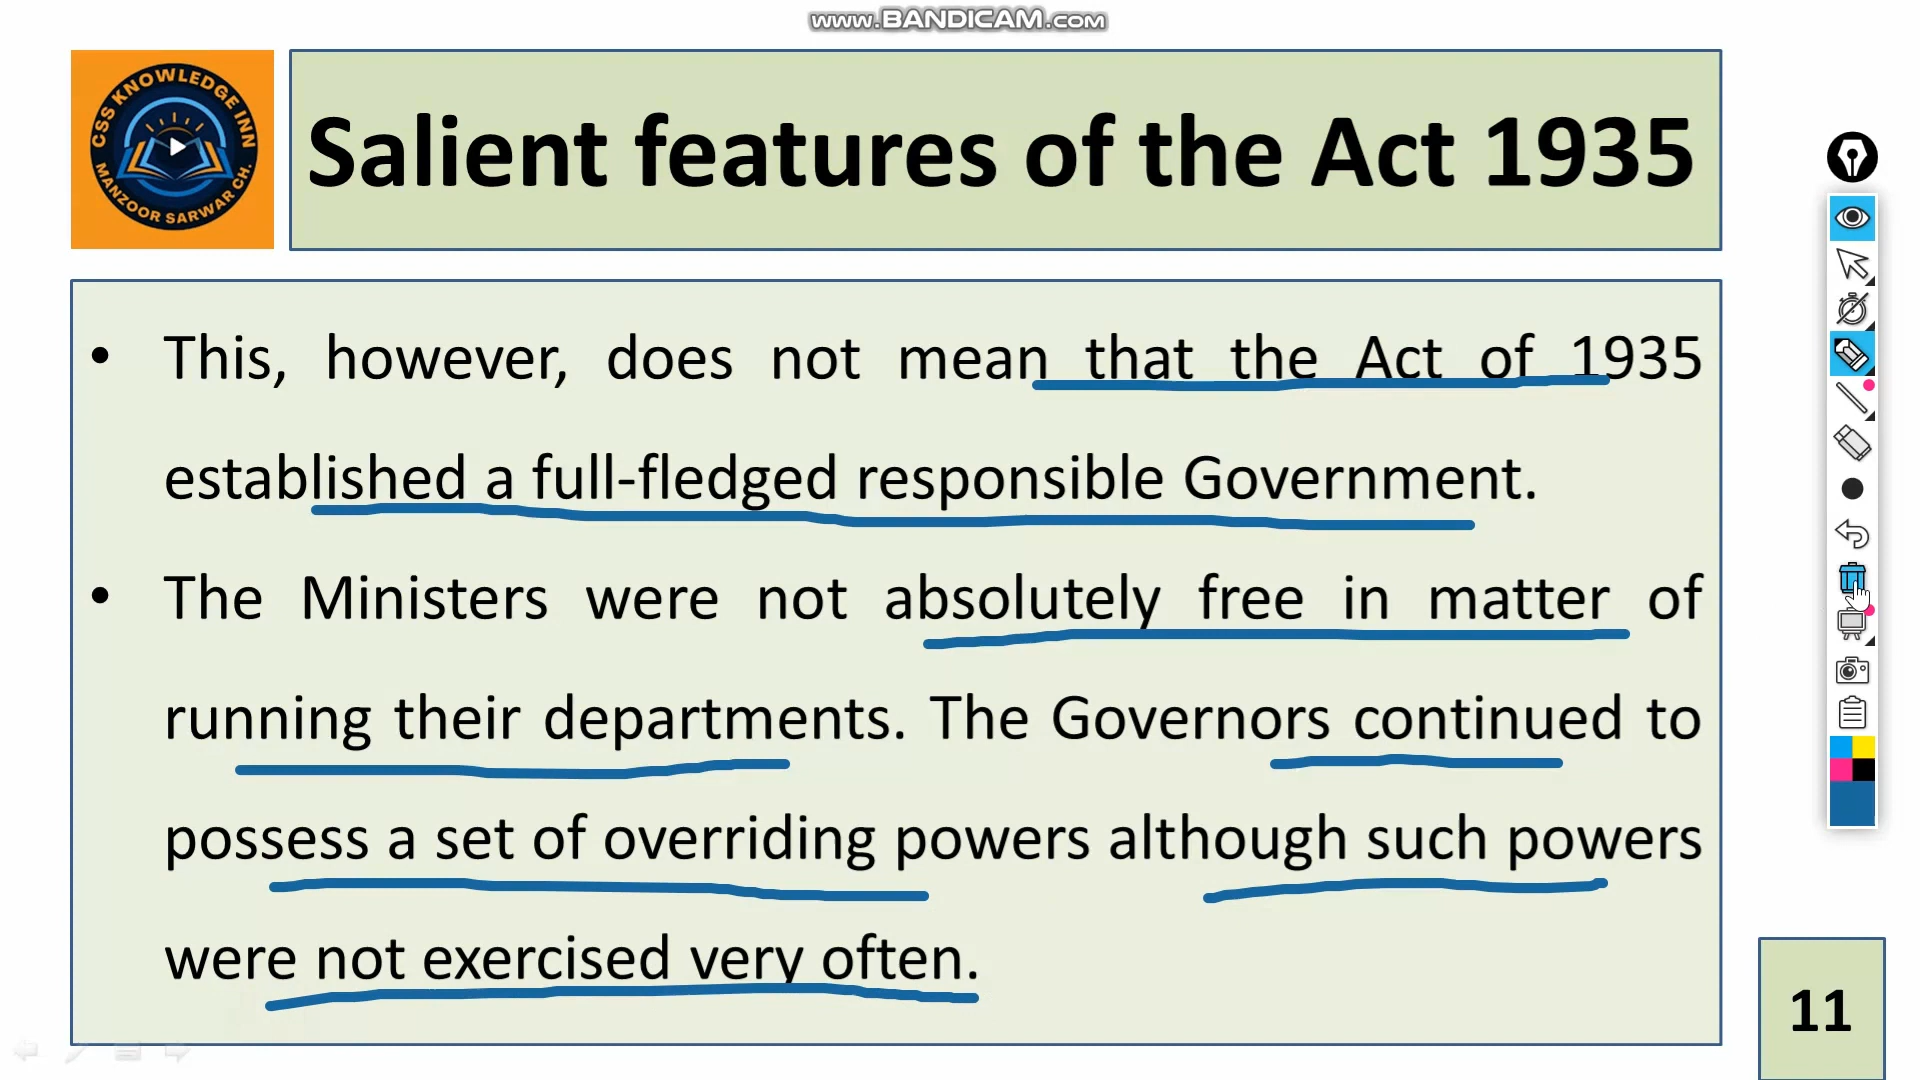 www.BANDICAM.com
CSS KNOWLEDGE INN
MANZOOR SARWAR CH.
Salient features of the Act 1935
• This, however, does not mean that the Act of 1935
established a full-fledged responsible Government.
• The Ministers were not absolutely free in matter of
running their departments. The Governors continued to
possess a set of overriding powers although such powers
were not exercised very often.
11